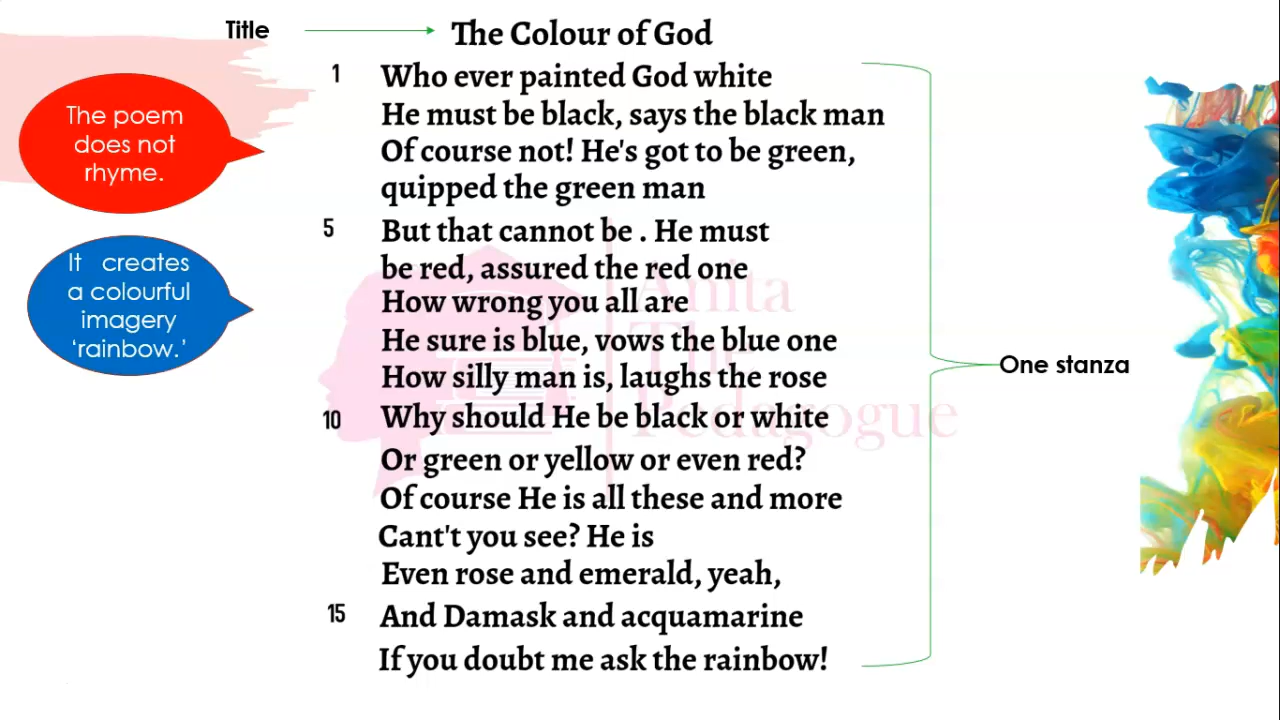 Title
The Colour of God
The poem
does not
rhyme.
It creates
a colourful
imagery
‘rainbow.’
1 Who ever painted God white
He must be black, says the black man
Of course not! He's got to be green,
quipped the green man
5 But that cannot be . He must
be red, assured the red one
How wrong you all are
He sure is blue, vows the blue one
How silly man is, laughs the rose
10 Why should He be black or white
Or green or yellow or even red?
Of course He is all these and more
Cant't you see? He is
Even rose and emerald, yeah,
15 And Damask and acquamarine
If you doubt me ask the rainbow!
One stanza
Anita
The
Pedagogue